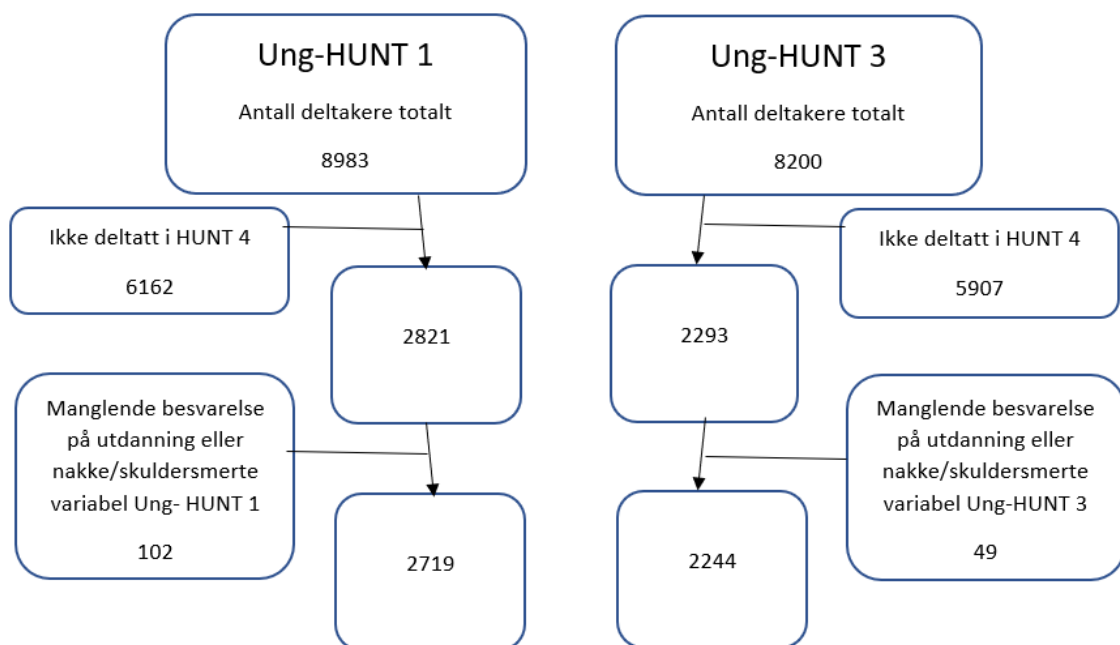 Ung-HUNT 1
Antall deltakere totalt
8983
Ikke deltatt i HUNT 4
6162
2821
Manglende besvarelse
på utdanning eller
nakke/skuldersmerte
variabel Ung- HUNT 1
102
2719
Ung-HUNT 3
Antall deltakere totalt
8200
Ikke deltatt i HUNT 4
5907
2293
Manglende besvarelse
på utdanning eller
nakke/skuldersmerte
variabel Ung-HUNT 3
49
2244